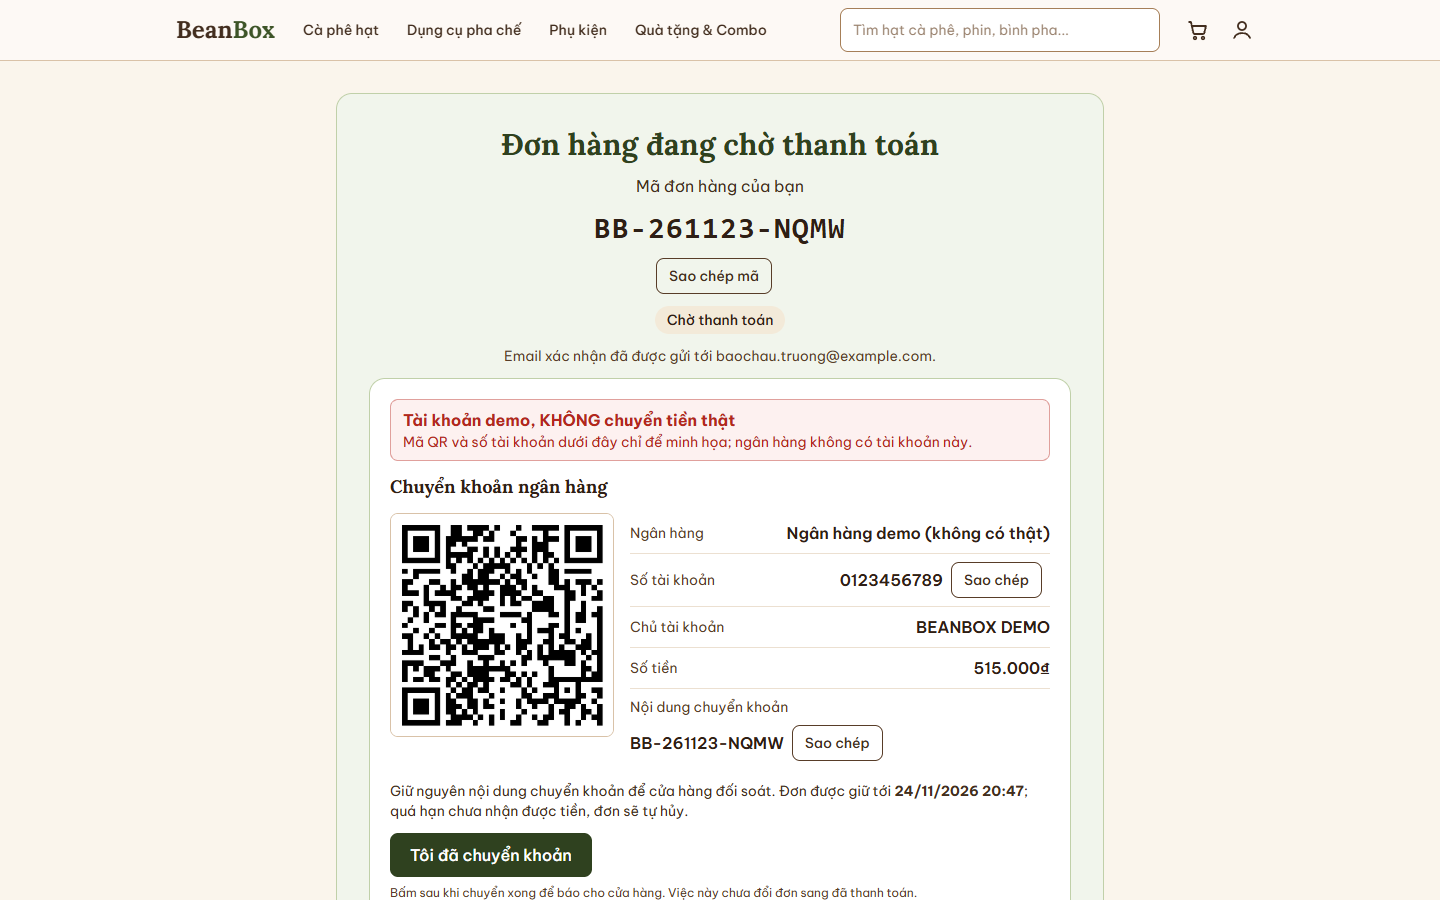 BeanBox
Cà phê hạt
Dụng cụ pha chế
Phụ kiện
Quà tặng & Combo
Tìm hạt cà phê, phin, bình pha...
Đơn hàng đang chờ thanh toán
Mã đơn hàng của bạn
BB-261123-NQMW
Sao chép mã
Chờ thanh toán
Email xác nhận đã được gửi tới baochau.truong@example.com.
Tài khoản demo, KHÔNG chuyển tiền thật
Mã QR và số tài khoản dưới đây chỉ để minh họa; ngân hàng không có tài khoản này.
Chuyển khoản ngân hàng
Ngân hàng
Ngân hàng demo (không có thật)
Số tài khoản
0123456789
Sao chép
Chủ tài khoản
BEANBOX DEMO
Số tiền
515.000₫
Nội dung chuyển khoản
BB-261123-NQMW
Sao chép
Giữ nguyên nội dung chuyển khoản để cửa hàng đối soát. Đơn được giữ tới 24/11/2026 20:47;
quá hạn chưa nhận được tiền, đơn sẽ tự hủy.
Tôi đã chuyển khoản
Bấm sau khi chuyển xong để báo cho cửa hàng. Việc này chưa đổi đơn sang đã thanh toán.